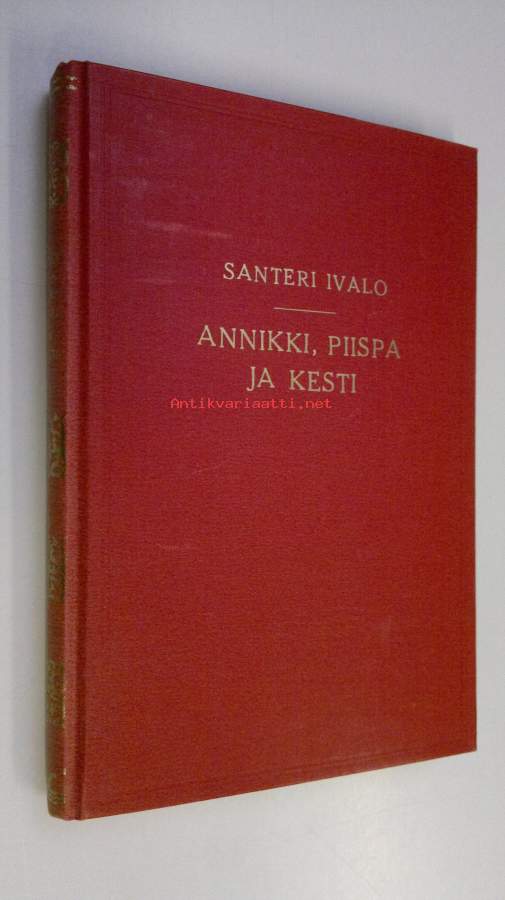 SANTERI IVALO
ANNIKKI, PIISPA
JA KESTI
Antikvariaatti.net